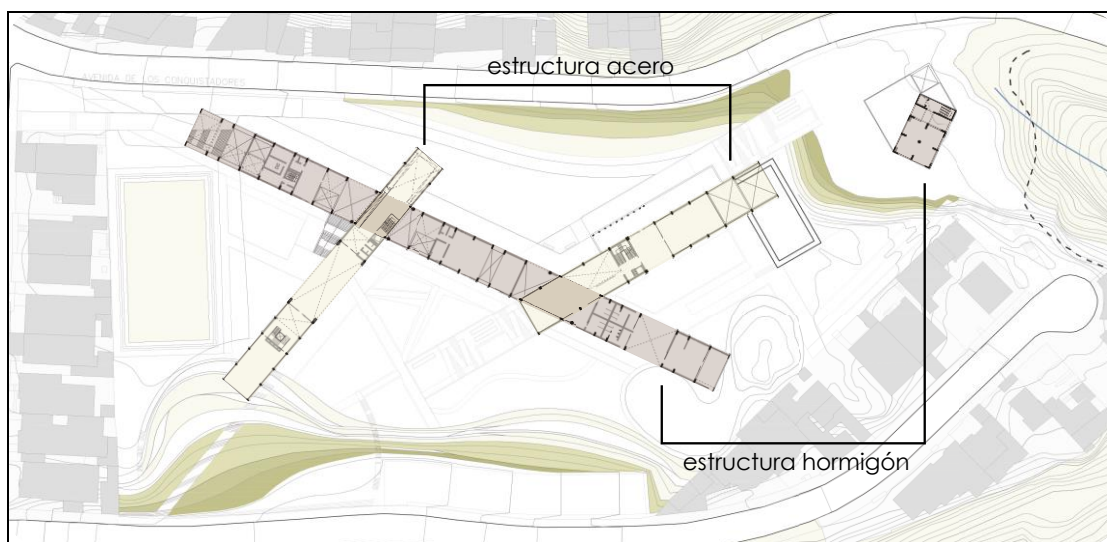 estructura acero
AVENIDA DE LOS CONQUISTADORES
estructura hormigón